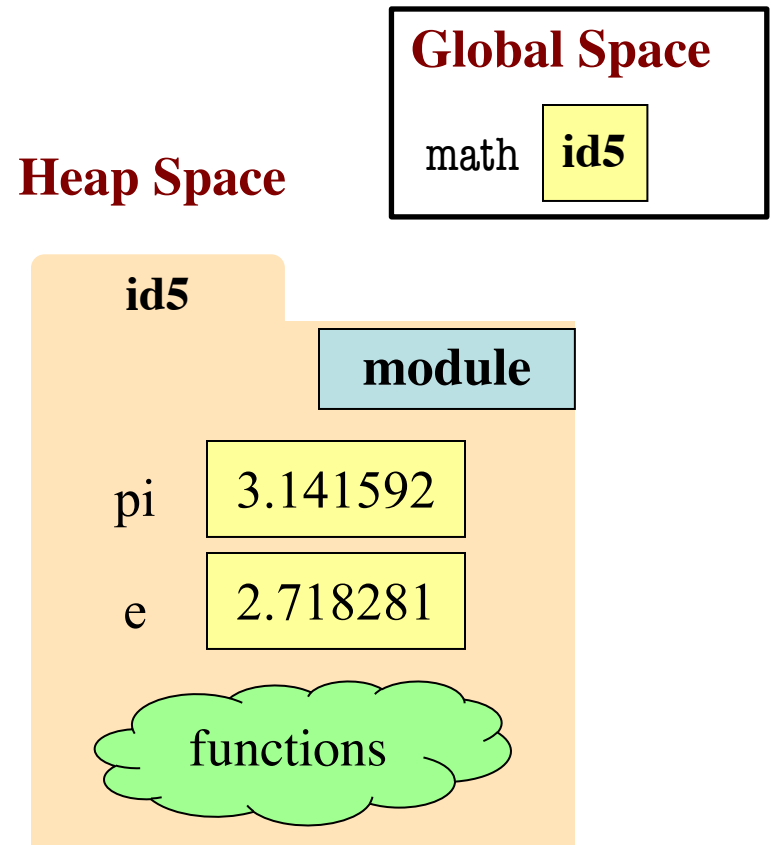 Global Space
math id5
Heap Space
id5
module
pi 3.141592
e 2.718281
functions